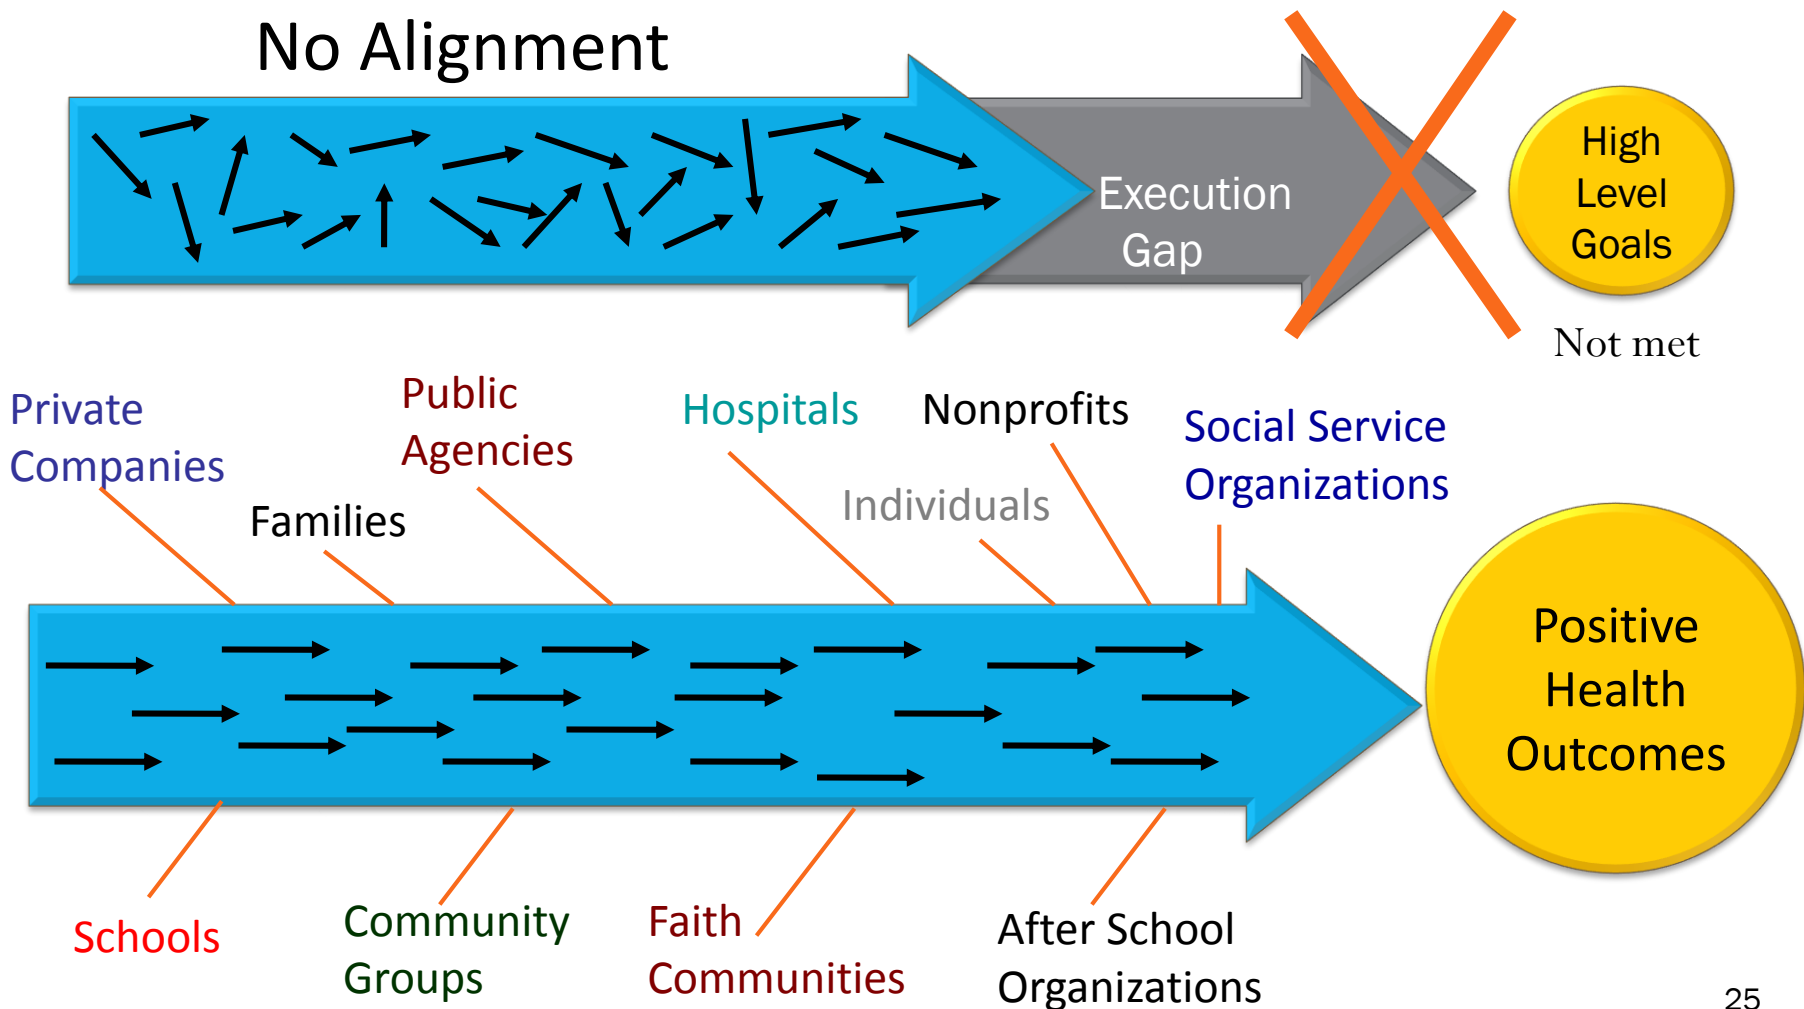 No Alignment
Execution
Gap
High
Level
Goals
Not met
Private
Companies
Families
Public
Agencies
Hospitals
Individuals
Nonprofits
Social Service
Organizations
Positive
Health
Outcomes
Schools
Community
Groups
Faith
Communities
After School
Organizations
25